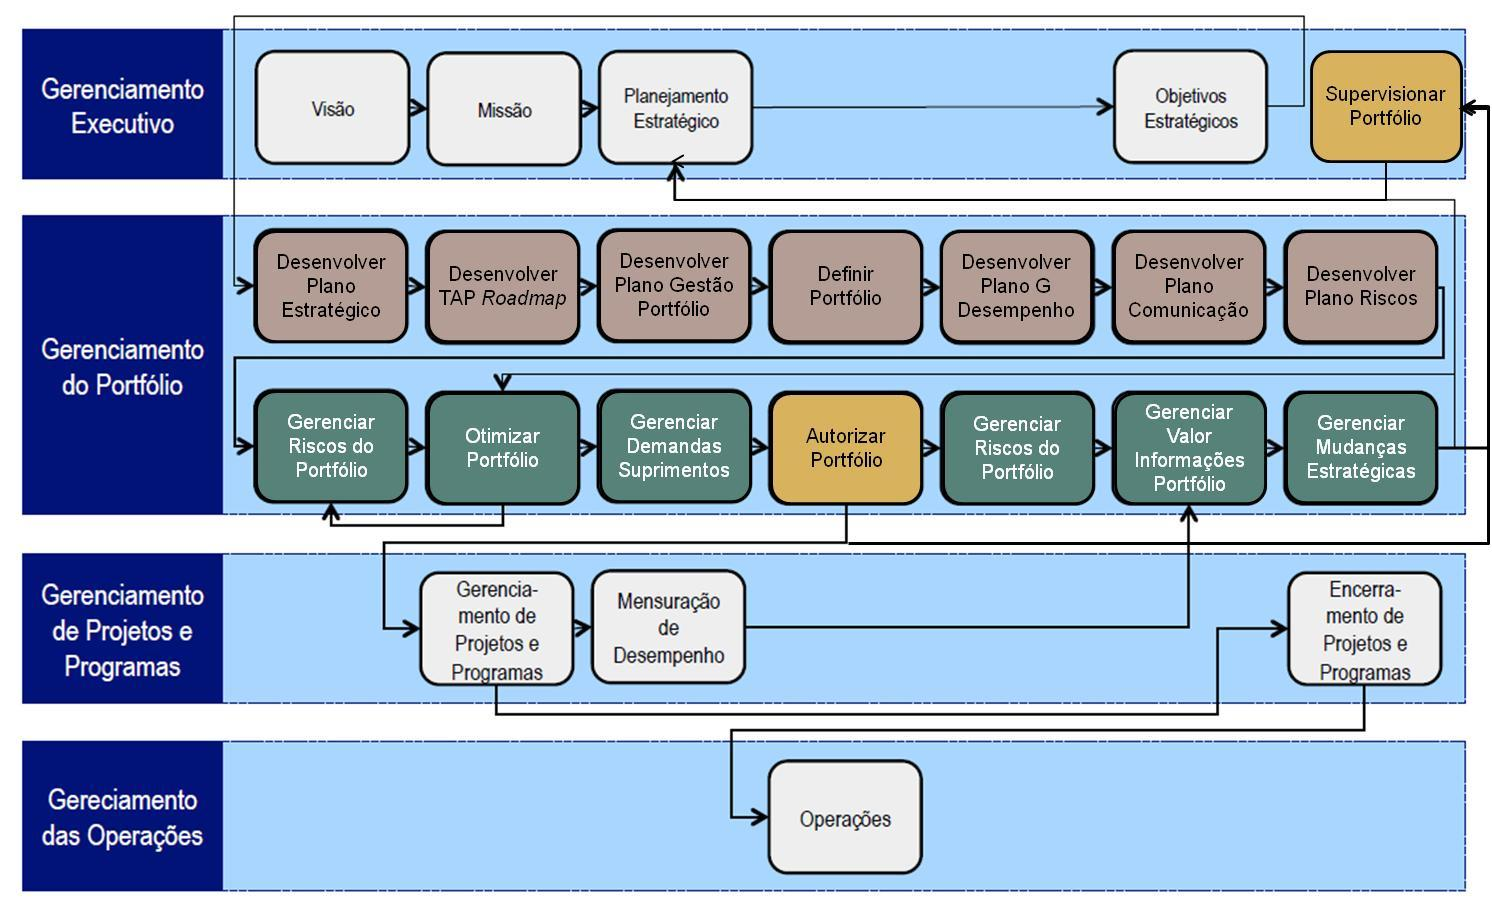 Gerenciamento
Executivo
Visão
Missão
Planejamento
Estratégico
Objetivos
Estratégicos
Supervisionar
Portfólio
Gerenciamento
do Portfólio
Desenvolver
Plano
Estratégico
Desenvolver
TAP Roadmap
Desenvolver
Plano Gestão
Portfólio
Definir
Portfólio
Desenvolver
Plano G
Desempenho
Desenvolver
Plano
Comunicação
Desenvolver
Plano Riscos
Gerenciar
Riscos do
Portfólio
Otimizar
Portfólio
Gerenciar
Demandas
Suprimentos
Autorizar
Portfólio
Gerenciar
Riscos do
Portfólio
Gerenciar
Valor
Informações
Portfólio
Gerenciar
Mudanças
Estratégicas
Gerenciamento
de Projetos e
Programas
Gerencia-
mento de
Projetos e
Programas
Mensuração
de
Desempenho
Encerra-
mento de
Projetos e
Programas
Gereciamento
das Operações
Operações